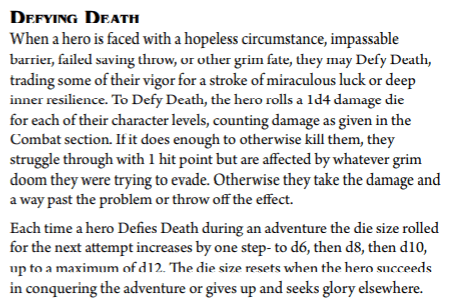 Defying Death
When a hero is faced with a hopeless circumstance, impassable
barrier, failed saving throw, or other grim fate, they may Defy Death,
trading some of their vigor for a stroke of miraculous luck or deep
inner resilience. To Defy Death, the hero rolls a 1d4 damage die
for each of their character levels, counting damage as given in the
Combat section. If it does enough to otherwise kill them, they
struggle through with 1 hit point but are affected by whatever grim
doom they were trying to evade. Otherwise they take the damage and
a way past the problem or throw off the effect.
Each time a hero Defies Death during an adventure the die size rolled
for the next attempt increases by one step- to d6, then d8, then d10,
up to a maximum of d12. The die size resets when the hero succeeds
in conquering the adventure or gives up and seeks glory elsewhere.